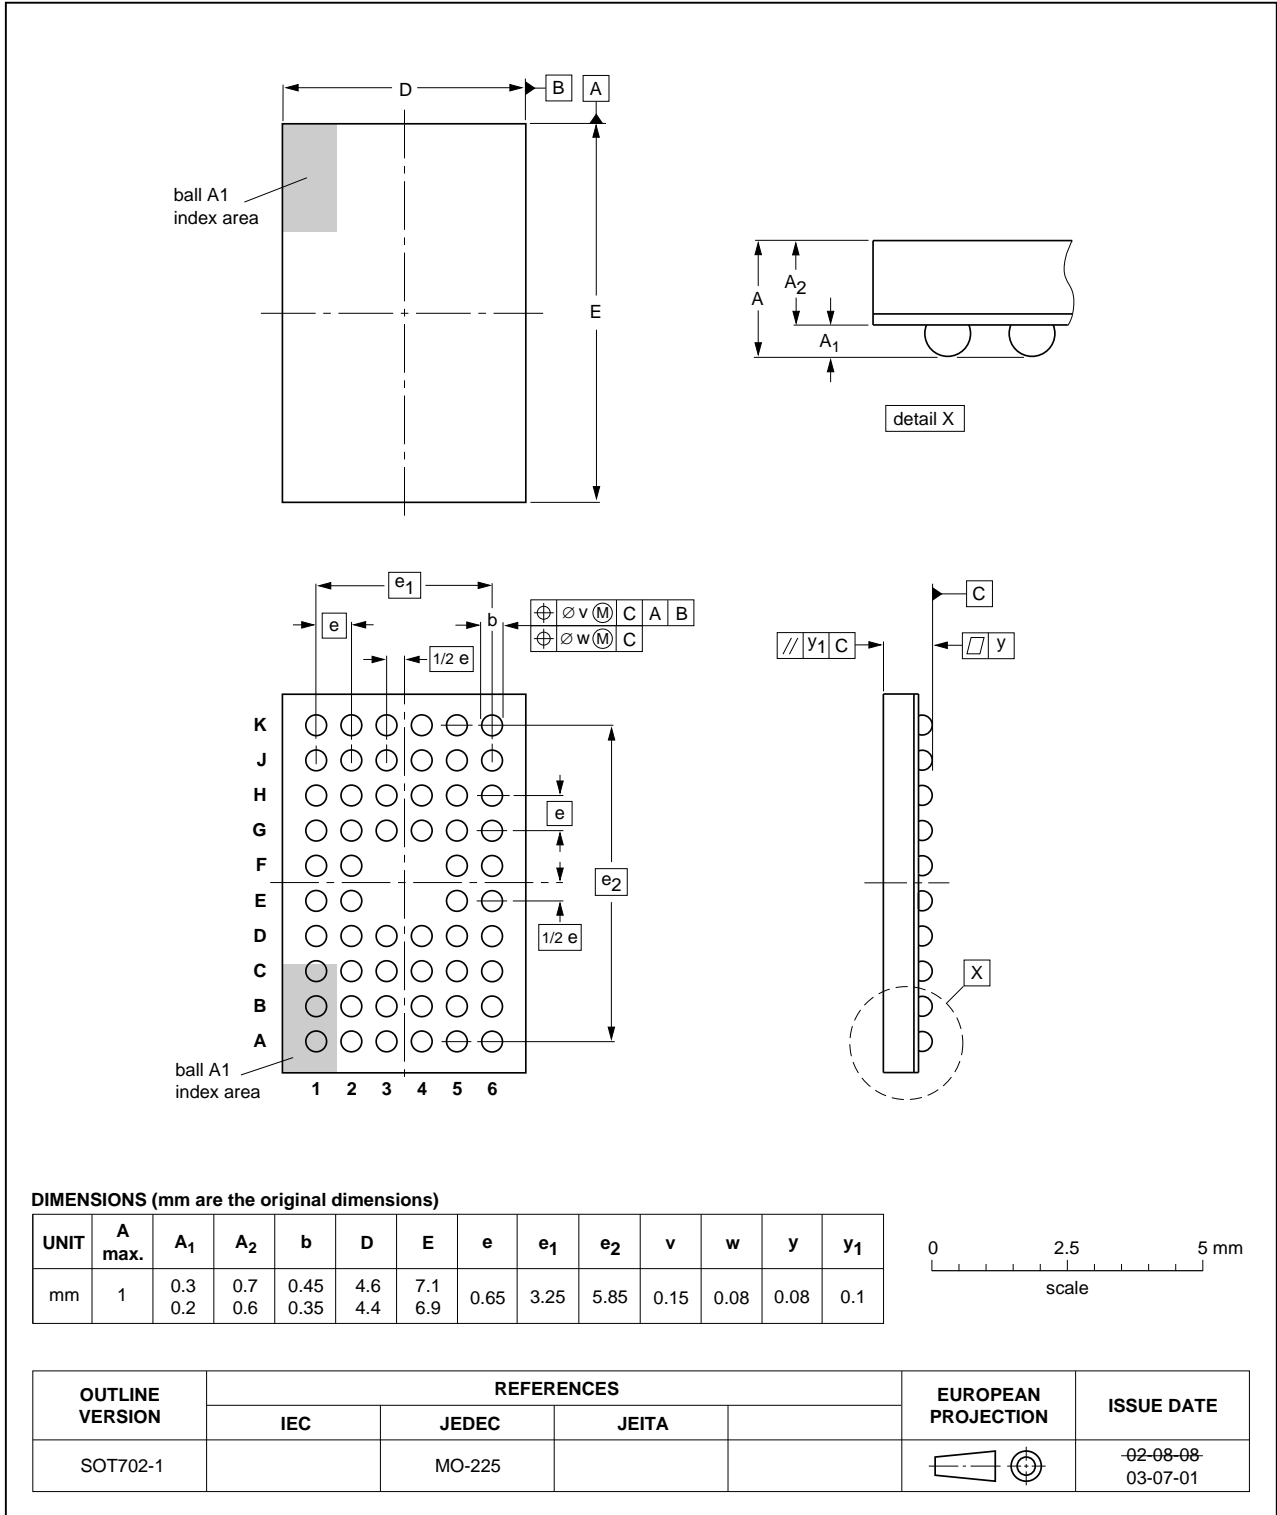 D
B
A
ball A1
index area
E
A
A2
A1
detail X
e1
e
b
⌀ v M C A B
⌀ w M C
1/2 e
C
// y1 C
y
K
J
H
G
F
E
D
C
B
A
e
e2
1/2 e
X
ball A1
index area
1 2 3 4 5 6
DIMENSIONS (mm are the original dimensions)
UNIT A max. A1 A2 b D E e e1 e2 v w y y1
mm 1 0.3 0.2 0.7 0.6 0.45 0.35 4.6 4.4 7.1 6.9 0.65 3.25 5.85 0.15 0.08 0.08 0.1
0 2.5 5 mm
scale
OUTLINE VERSION
REFERENCES
EUROPEAN PROJECTION
ISSUE DATE
IEC JEDEC JEITA
SOT702-1 MO-225
02-08-08
03-07-01